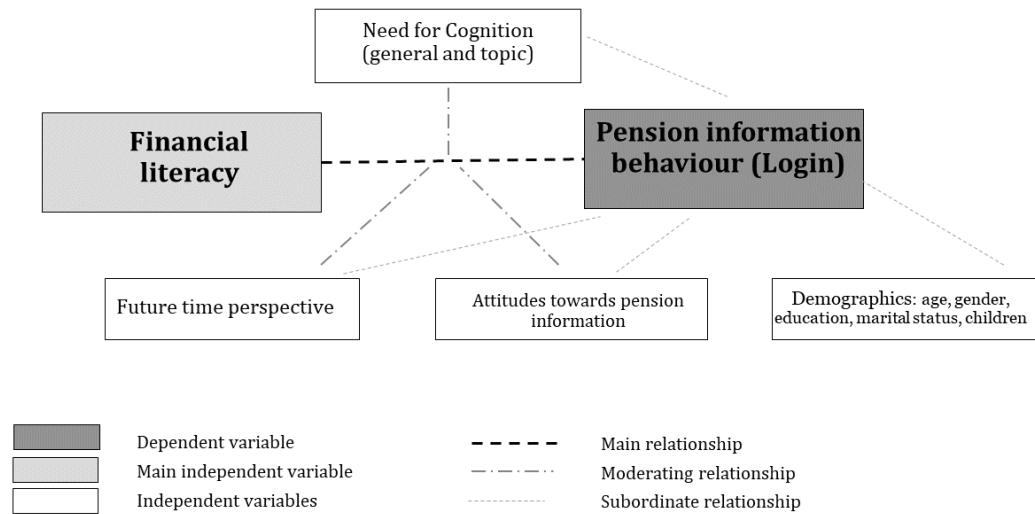 Need for Cognition
(general and topic)
Financial
literacy
Pension information
behaviour (Login)
Future time perspective
Attitudes towards pension
information
Demographics: age, gender,
education, marital status, children
Dependent variable
Main independent variable
Independent variables
Main relationship
Moderating relationship
Subordinate relationship